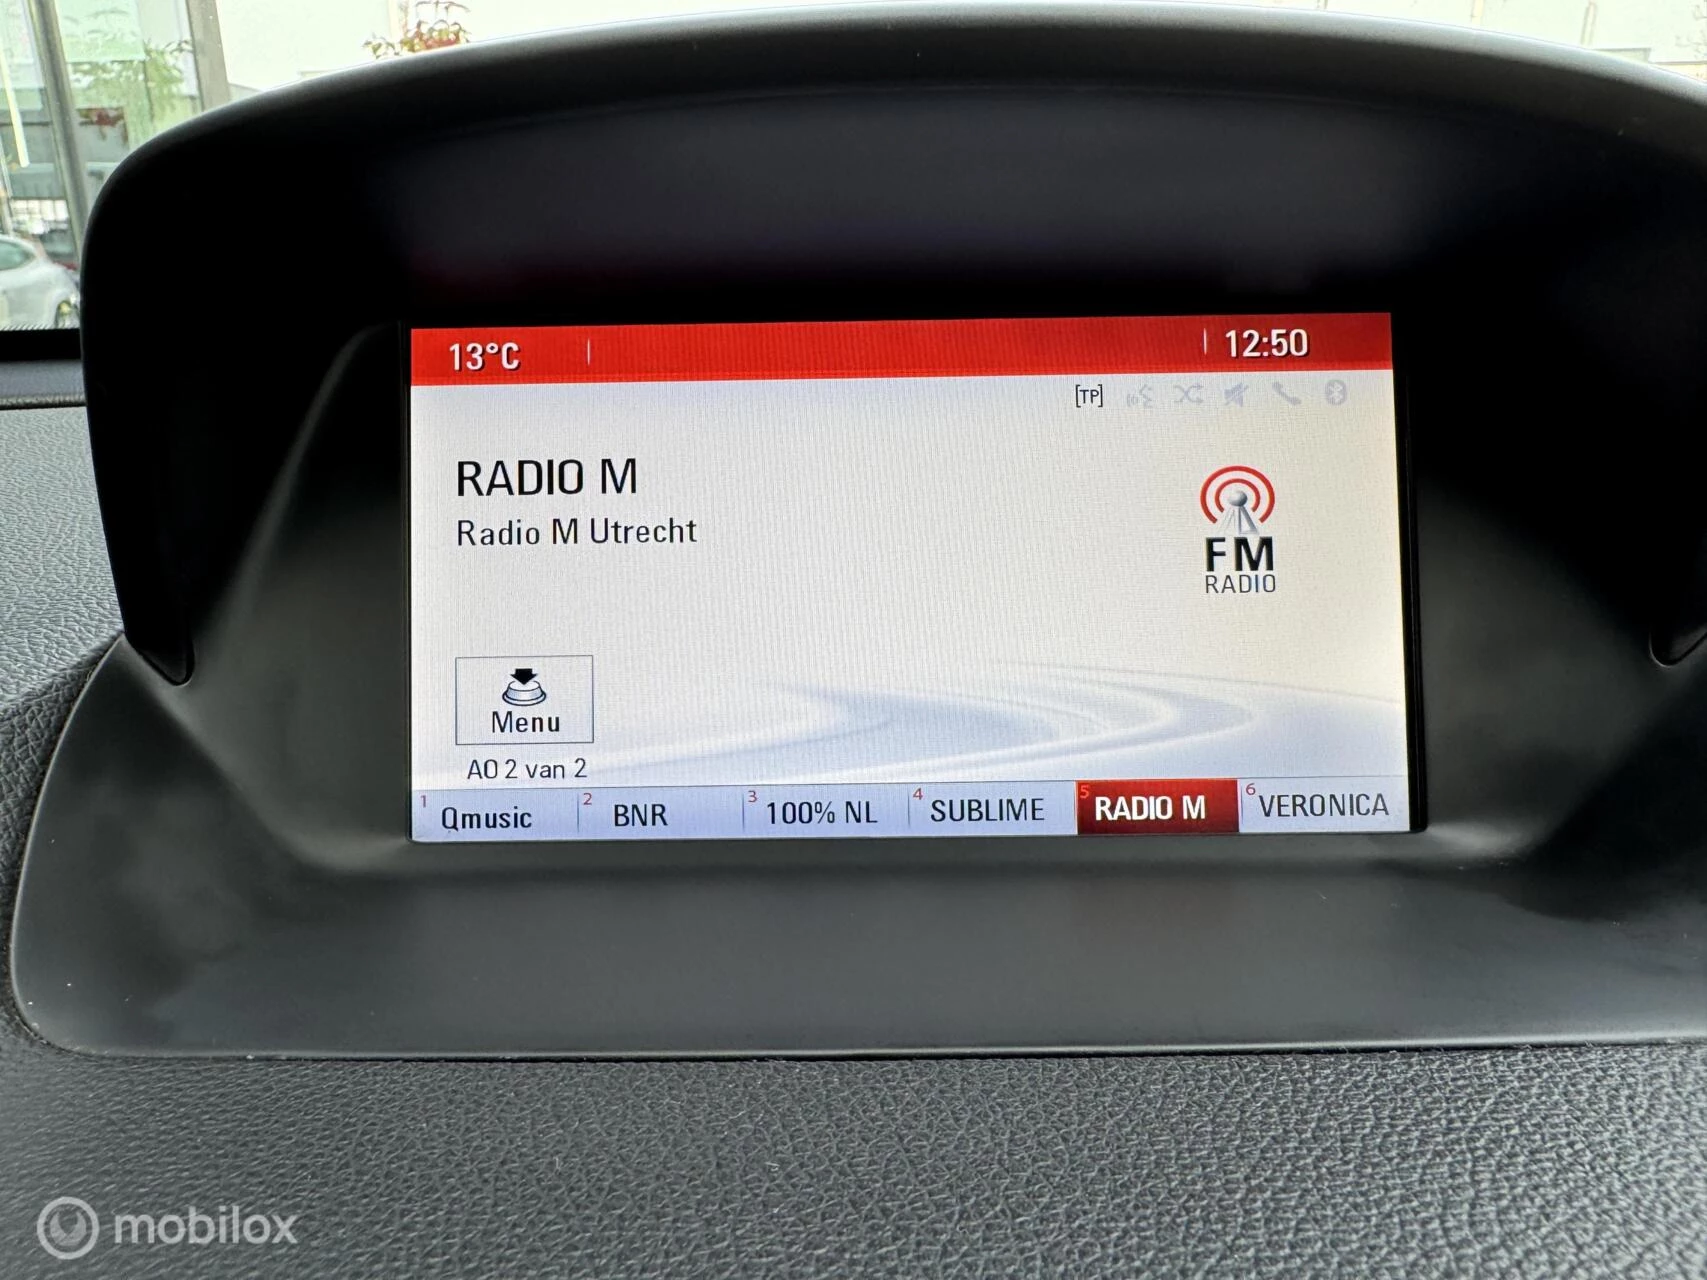 13°C 12:50
[TP]
RADIO M
Radio M Utrecht
FM
RADIO
Menu
AO 2 van 2
1 Qmusic 2 BNR 3 100% NL 4 SUBLIME 5 RADIO M 6 VERONICA
mobilox